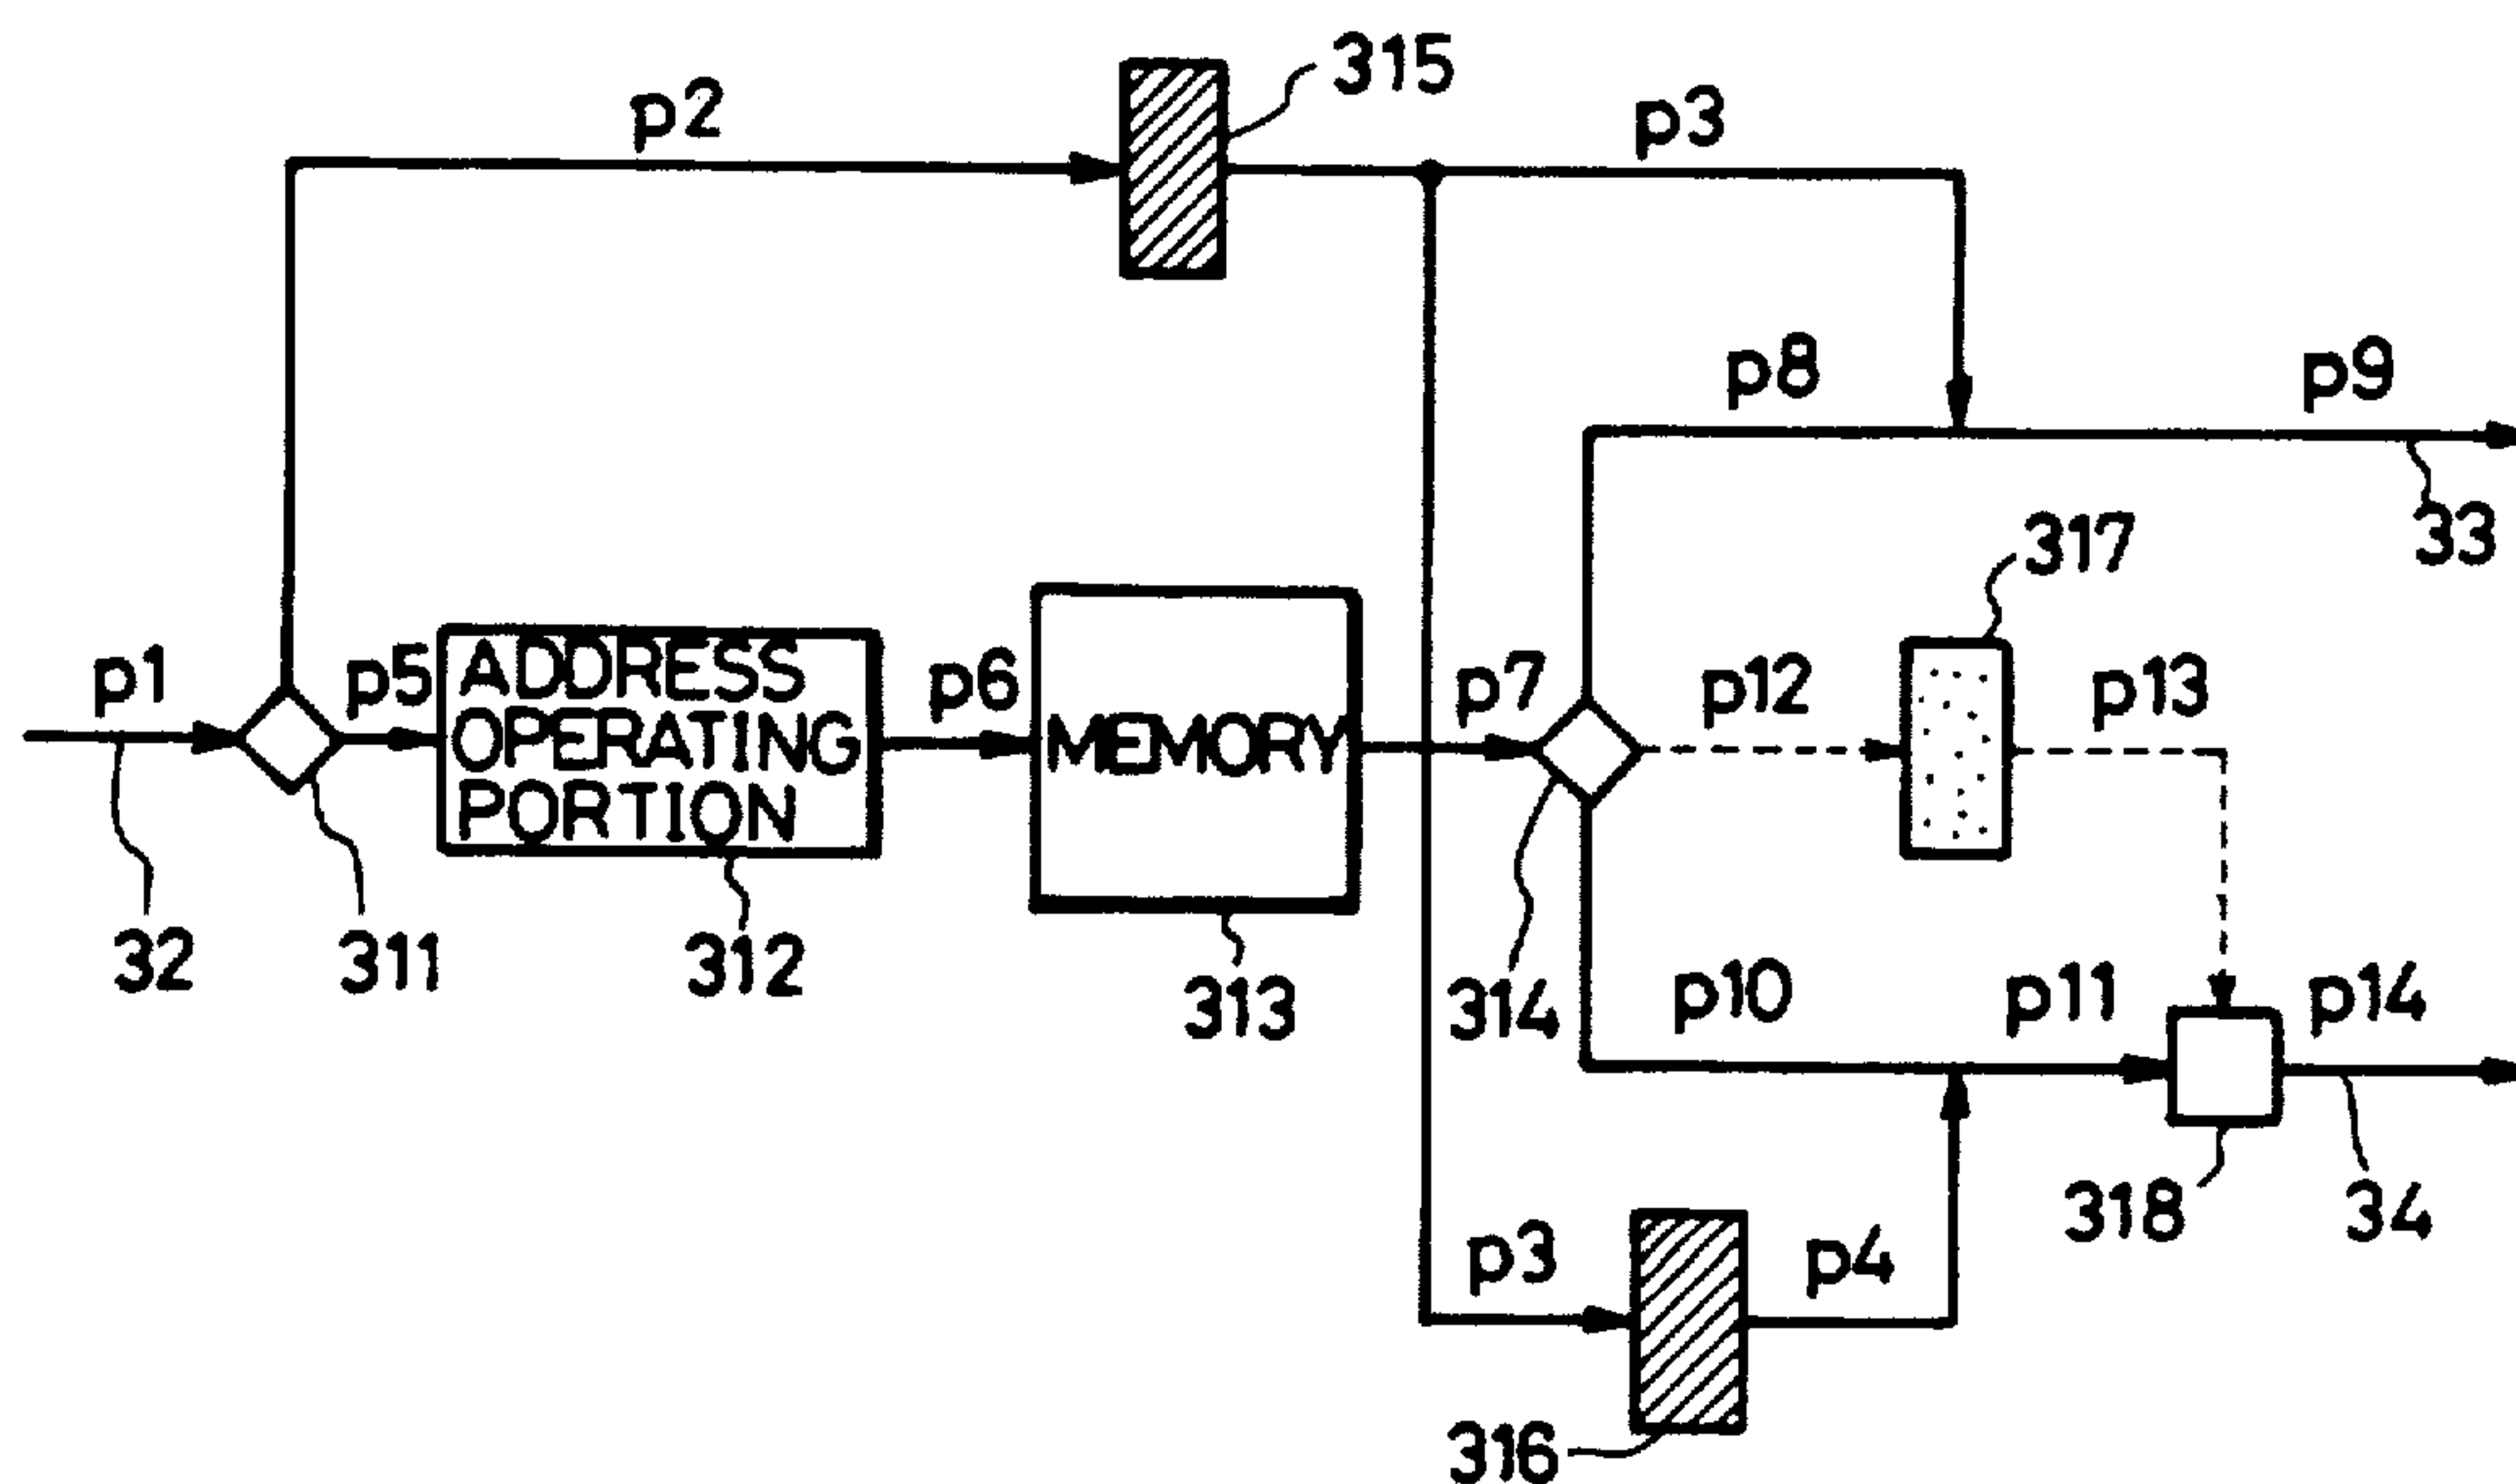 315
p2
p3
p8
p9
33
317
p1
p5
ADDRESS
OPERATING
PORTION
p6
MEMORY
p7
p12
p13
32
311
312
313
314
p10
p11
p14
318
34
p3
p4
316